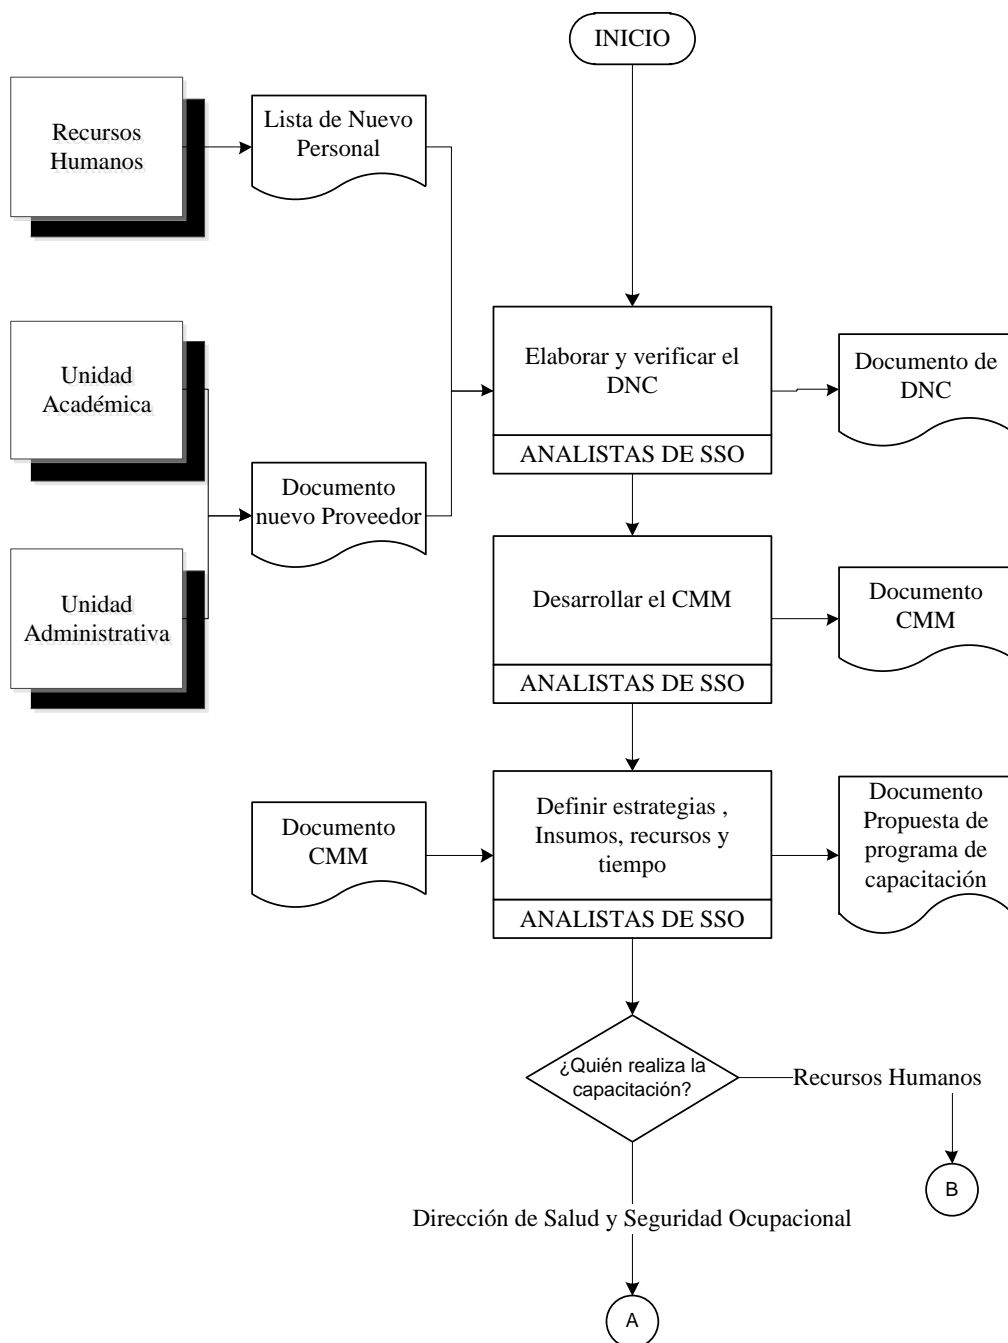 INICIO
Recursos
Humanos
Lista de Nuevo
Personal
Unidad
Académica
Elaborar y verificar el
DNC
ANALISTAS DE SSO
Documento de
DNC
Documento
nuevo Proveedor
Unidad
Administrativa
Desarrollar el CMM
ANALISTAS DE SSO
Documento
CMM
Documento
CMM
Definir estrategias ,
Insumos, recursos y
tiempo
ANALISTAS DE SSO
Documento
Propuesta de
programa de
capacitación
¿Quién realiza la
capacitación?
Recursos Humanos
B
Dirección de Salud y Seguridad Ocupacional
A